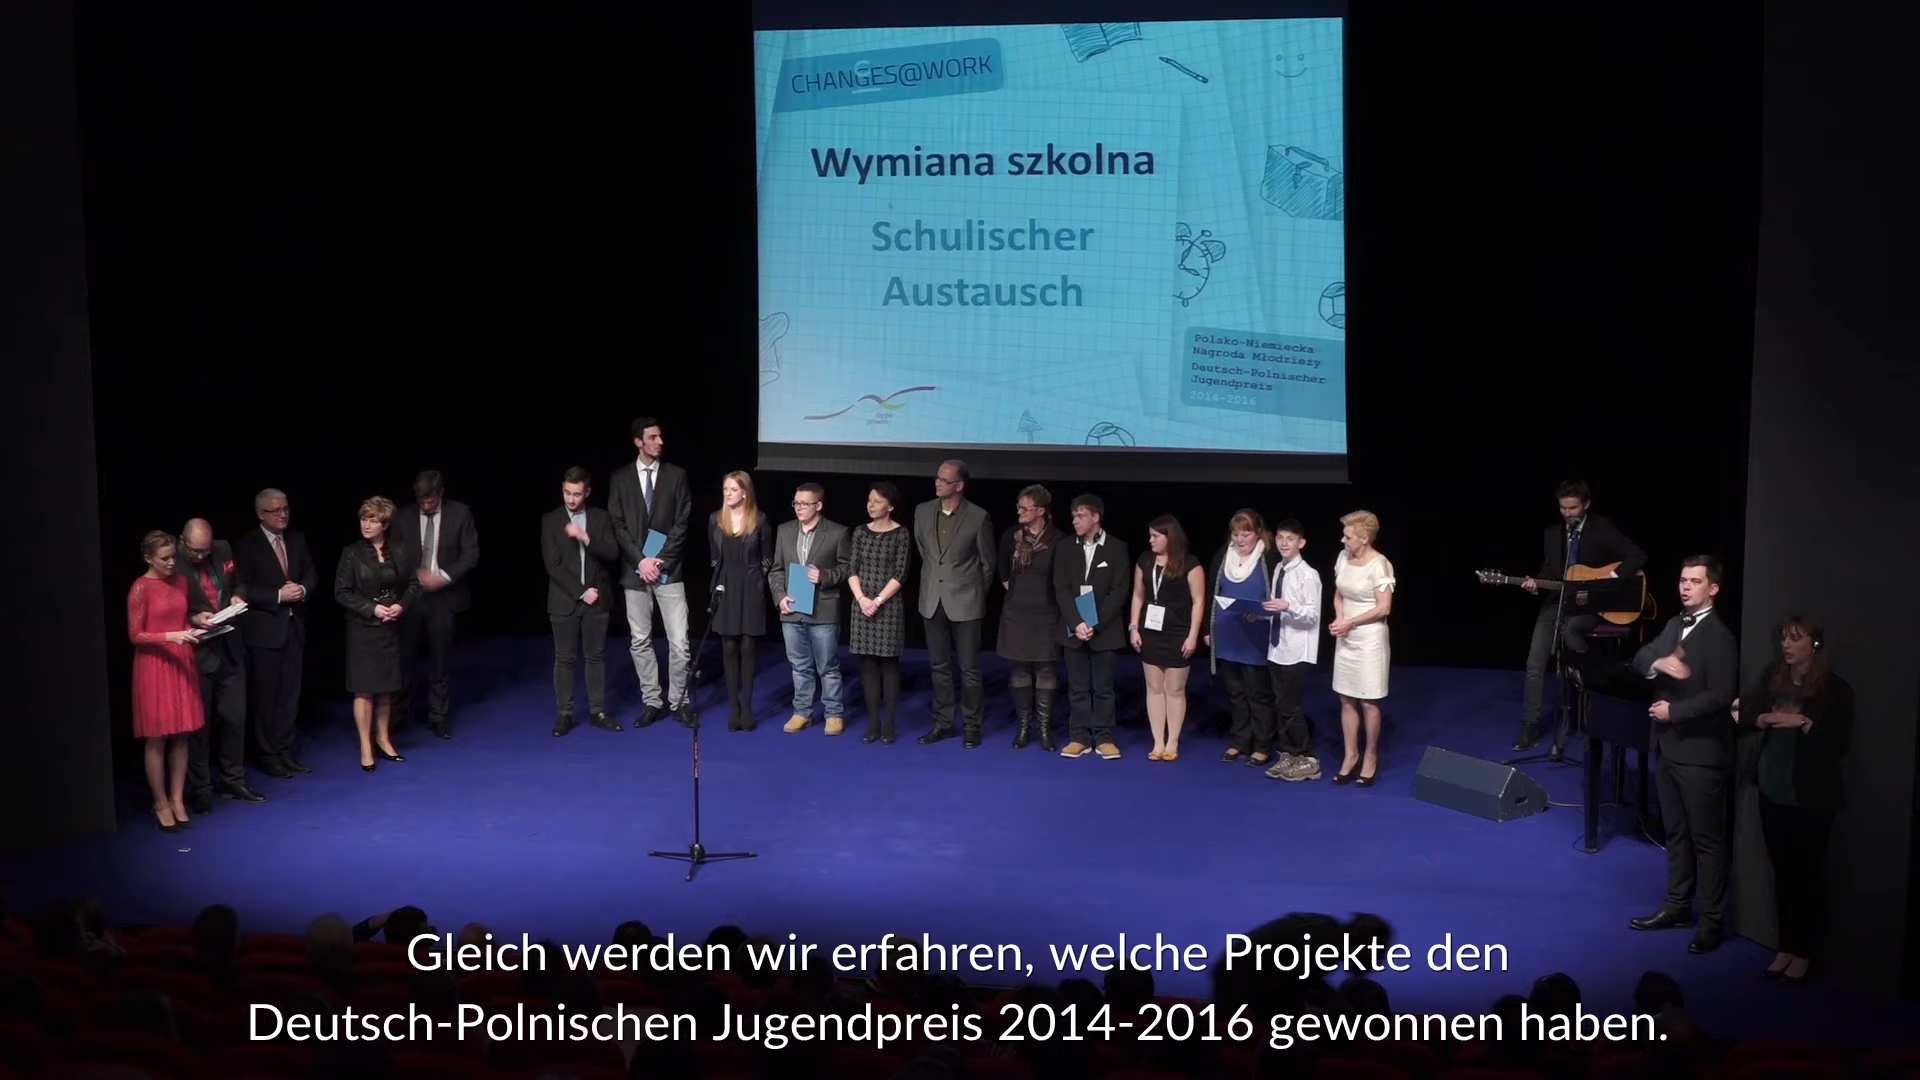 CHANGES@WORK
Wymiana szkolna
Schulischer
Austausch
Polsko-Niemiecka
Nagroda Młodzieży
Deutsch-Polnischer
Jugendpreis
2014-2016
Gleich werden wir erfahren, welche Projekte den
Deutsch-Polnischen Jugendpreis 2014-2016 gewonnen haben.